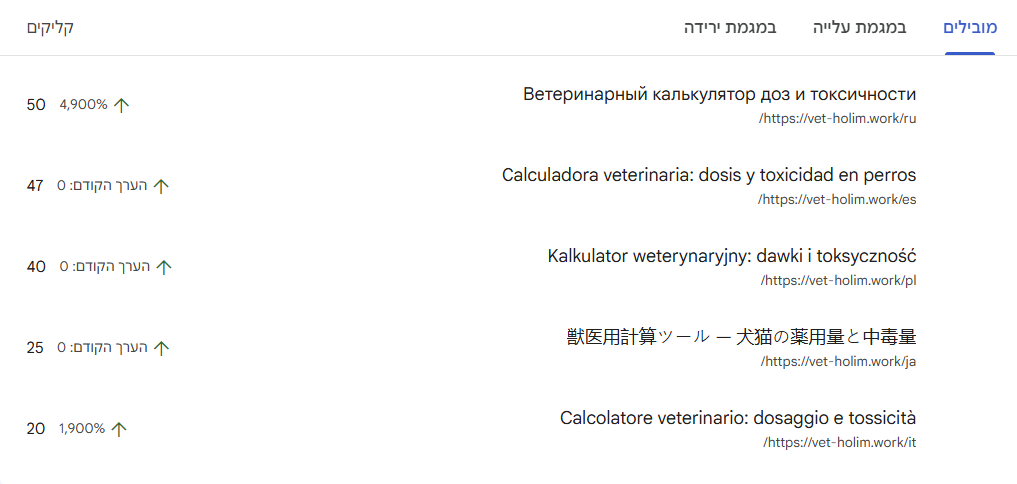 מובילים
במגמת עלייה
במגמת ירידה
קליקים
Ветеринарный калькулятор доз и токсичности
https://vet-holim.work/ru/
50 4,900%
Calculadora veterinaria: dosis y toxicidad en perros
https://vet-holim.work/es/
47 הערך הקודם: 0
Kalkulator weterynaryjny: dawki i toksyczność
https://vet-holim.work/pl/
40 הערך הקודם: 0
獣医用計算ツール — 犬猫の薬用量と中毒量
https://vet-holim.work/ja/
25 הערך הקודם: 0
Calcolatore veterinario: dosaggio e tossicità
https://vet-holim.work/it/
20 1,900%